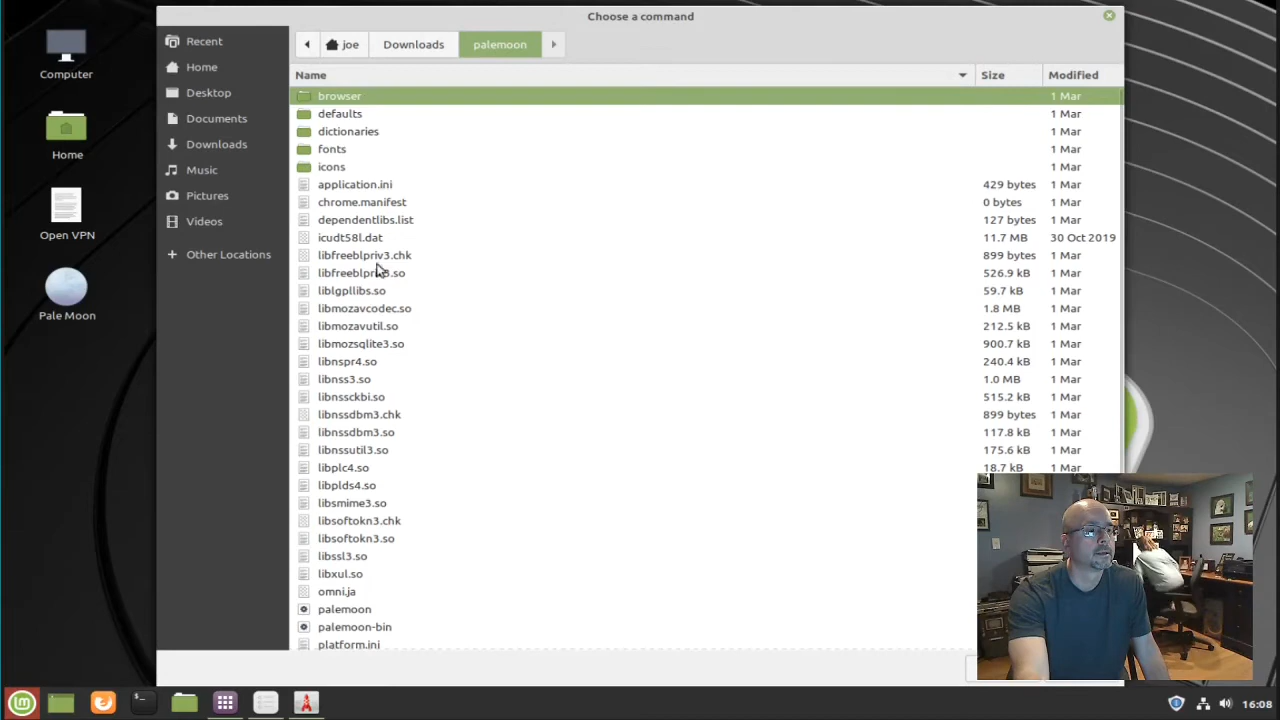 Choose a command
Computer
Home
Open VPN
Pale Moon
Recent
Home
Desktop
Documents
Downloads
Music
Pictures
Videos
Other Locations
joe Downloads palemoon
Name Size Modified
browser 1 Mar
defaults 1 Mar
dictionaries 1 Mar
fonts 1 Mar
icons 1 Mar
application.ini 429 bytes 1 Mar
chrome.manifest 0 bytes 1 Mar
dependentlibs.list 127 bytes 1 Mar
icudt58l.dat 11.7 MB 30 Oct 2019
libfreeblpriv3.chk 899 bytes 1 Mar
libfreeblpriv3.so 526.9 kB 1 Mar
liblgpllibs.so 59.7 kB 1 Mar
libmozavcodec.so 1.8 MB 1 Mar
libmozavutil.so 212.5 kB 1 Mar
libmozsqlite3.so 900.7 kB 1 Mar
libnspr4.so 240.4 kB 1 Mar
libnss3.so 1.0 MB 1 Mar
libnssckbi.so 515.2 kB 1 Mar
libnssdbm3.chk 899 bytes 1 Mar
libnssdbm3.so 117.8 kB 1 Mar
libnssutil3.so 175.6 kB 1 Mar
libplc4.so 18.7 kB 1 Mar
libplds4.so
libsmime3.so
libsoftokn3.chk
libsoftokn3.so
libssl3.so
libxul.so
omni.ja
palemoon
palemoon-bin
platform.ini
16:08